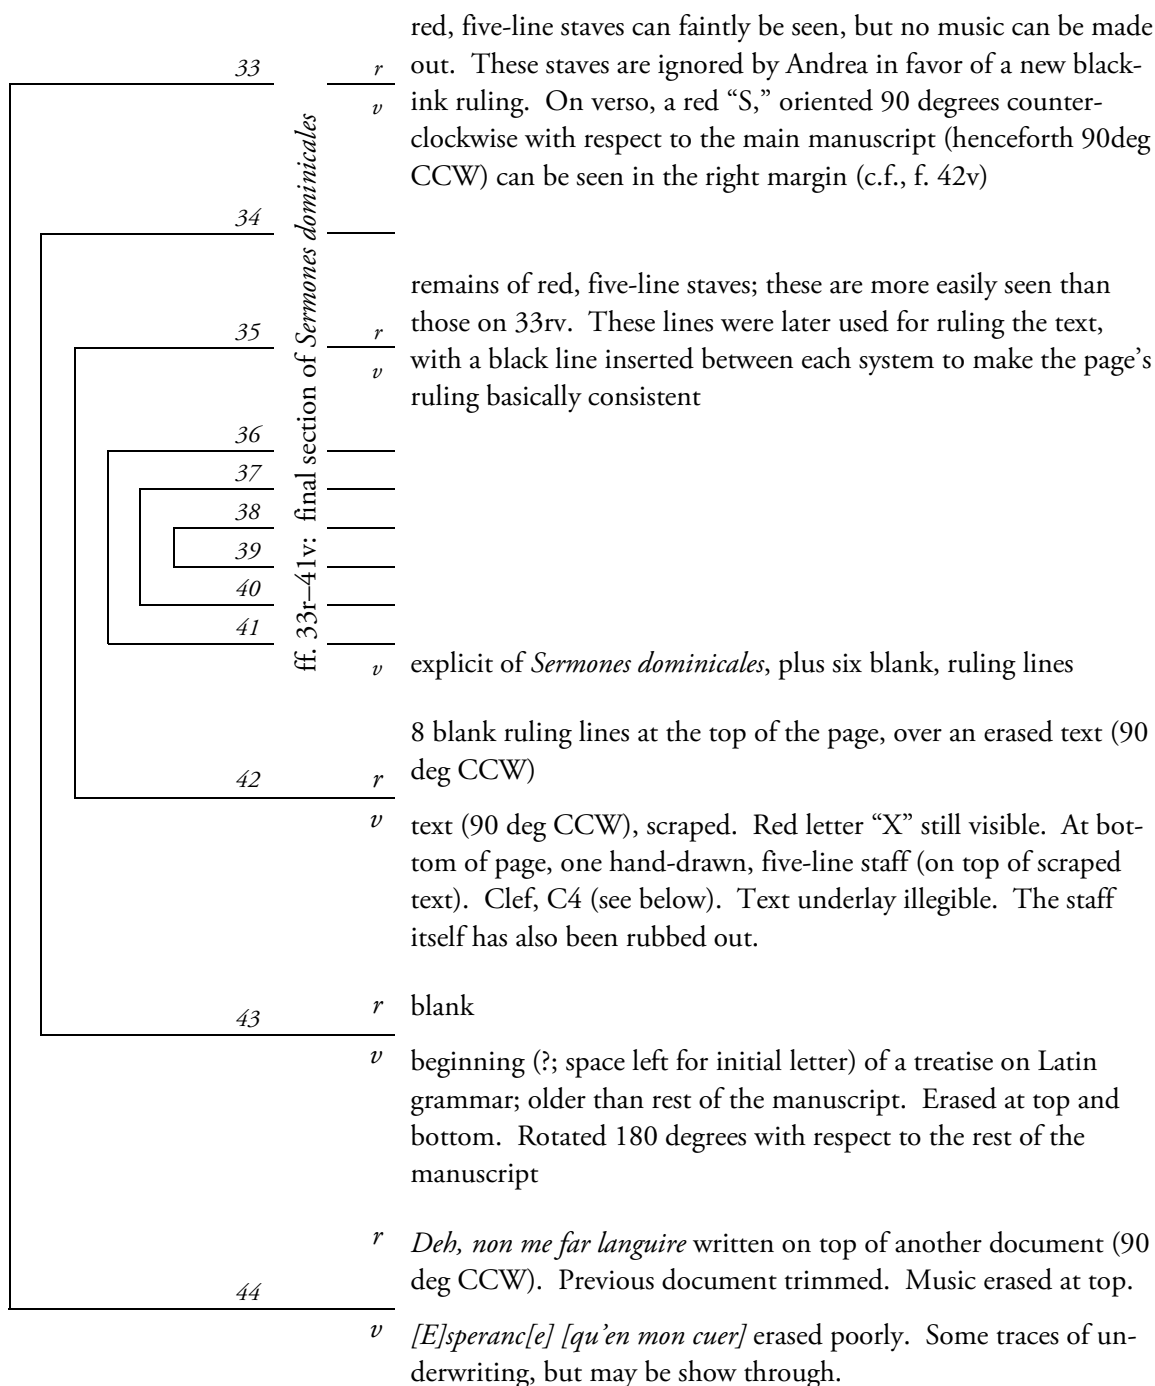 red, five-line staves can faintly be seen, but no music can be made
33 r out. These staves are ignored by Andrea in favor of a new black-
v ink ruling. On verso, a red “S,” oriented 90 degrees counter-
clockwise with respect to the main manuscript (henceforth 90deg
CCW) can be seen in the right margin (c.f., f. 42v)
ff. 33r–41v: final section of Sermones dominicales
34
remains of red, five-line staves; these are more easily seen than
35 r those on 33rv. These lines were later used for ruling the text,
v with a black line inserted between each system to make the page’s
ruling basically consistent
36
37
38
39
40
41
v explicit of Sermones dominicales, plus six blank, ruling lines
8 blank ruling lines at the top of the page, over an erased text (90
42 r deg CCW)
v text (90 deg CCW), scraped. Red letter “X” still visible. At bot-
tom of page, one hand-drawn, five-line staff (on top of scraped
text). Clef, C4 (see below). Text underlay illegible. The staff
itself has also been rubbed out.
43 r blank
v beginning (?; space left for initial letter) of a treatise on Latin
grammar; older than rest of the manuscript. Erased at top and
bottom. Rotated 180 degrees with respect to the rest of the
manuscript
r Deh, non me far languire written on top of another document (90
44 deg CCW). Previous document trimmed. Music erased at top.
v [E]speranc[e] [qu’en mon cuer] erased poorly. Some traces of un-
derwriting, but may be show through.